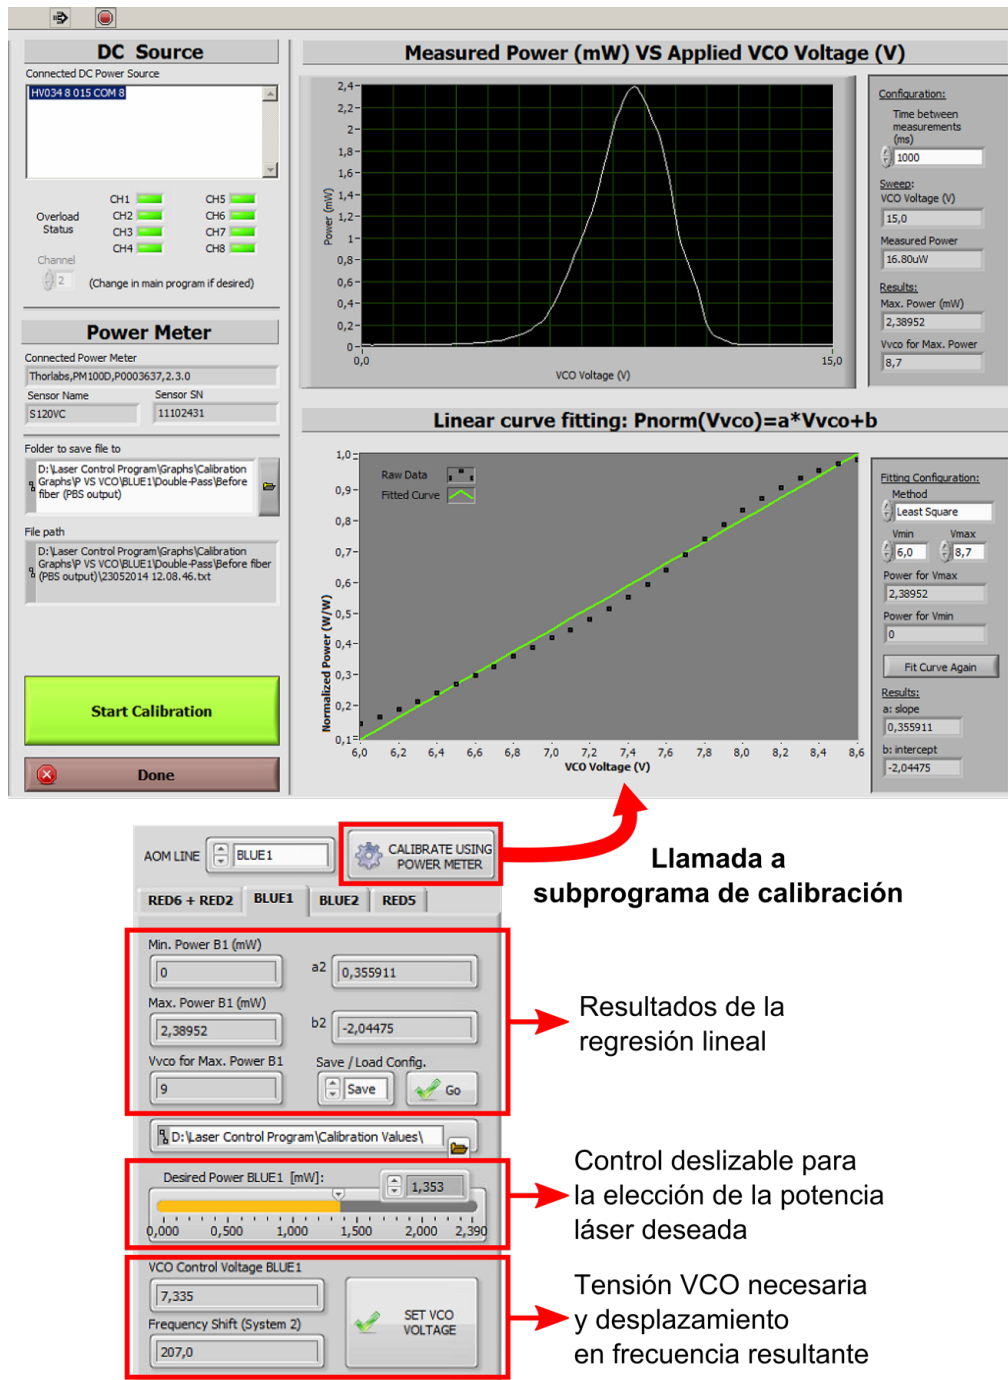 DC Source
Connected DC Power Source
HV034 8 015 COM 8
Overload
Status
CH1
CH2
CH3
CH4
CH5
CH6
CH7
CH8
Channel
2
(Change in main program if desired)
Power Meter
Connected Power Meter
Thorlabs,PM100D,P0003637,2.3.0
Sensor Name
Sensor SN
S120VC
11102431
Folder to save file to
D:\Laser Control Program\Graphs\Calibration
Graphs\P VS VCO\BLUE1\Double-Pass\Before
fiber (PBS output)
File path
D:\Laser Control Program\Graphs\Calibration
Graphs\P VS VCO\BLUE1\Double-Pass\Before fiber
(PBS output)\23052014 12.08.46.txt
Start Calibration
Done
Measured Power (mW) VS Applied VCO Voltage (V)
Power (mW)
2,4
2,2
2
1,8
1,6
1,4
1,2
1
0,8
0,6
0,4
0,2
0
0,0
15,0
VCO Voltage (V)
Configuration:
Time between
measurements
(ms)
1000
Sweep:
VCO Voltage (V)
15,0
Measured Power
16.80uW
Results:
Max. Power (mW)
2,38952
Vvco for Max. Power
8,7
Linear curve fitting: Pnorm(Vvco)=a*Vvco+b
Raw Data
Fitted Curve
Normalized Power (W/W)
1,0
0,9
0,8
0,7
0,6
0,5
0,4
0,3
0,2
0,1
6,0 6,2 6,4 6,6 6,8 7,0 7,2 7,4 7,6 7,8 8,0 8,2 8,4 8,6
VCO Voltage (V)
Fitting Configuration:
Method
Least Square
Vmin Vmax
6,0 8,7
Power for Vmax
2,38952
Power for Vmin
0
Fit Curve Again
Results:
a: slope
0,355911
b: intercept
-2,04475
AOM LINE
BLUE1
CALIBRATE USING
POWER METER
Llamada a
subprograma de calibración
RED6 + RED2 BLUE1 BLUE2 RED5
Min. Power B1 (mW)
0
a2 0,355911
Max. Power B1 (mW)
2,38952
b2 -2,04475
Vvco for Max. Power B1
9
Save / Load Config.
Save
Go
Resultados de la
regresión lineal
D:\Laser Control Program\Calibration Values\
Desired Power BLUE1 [mW]:
1,353
0,000 0,500 1,000 1,500 2,000 2,390
Control deslizable para
la elección de la potencia
láser deseada
VCO Control Voltage BLUE1
7,335
Frequency Shift (System 2)
207,0
SET VCO
VOLTAGE
Tensión VCO necesaria
y desplazamiento
en frecuencia resultante